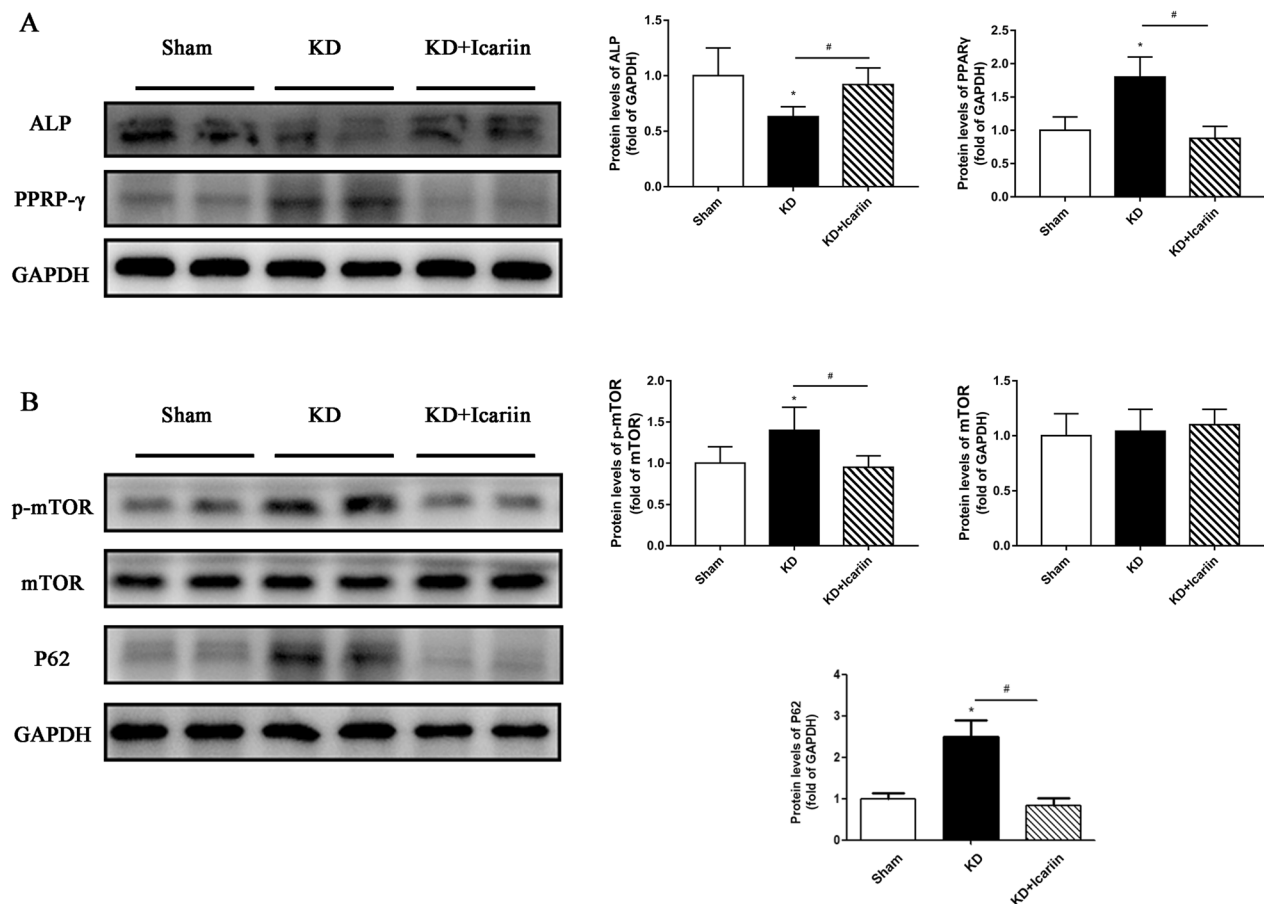 A
Sham KD KD+Icariin
ALP
PPRP-γ
GAPDH
Protein levels of ALP
(fold of GAPDH)
1.5
1.0
0.5
0.0
*
#
Sham
KD
KD+Icariin
Protein levels of PPARγ
(fold of GAPDH)
2.5
2.0
1.5
1.0
0.5
0.0
*
#
Sham
KD
KD+Icariin
B
Sham KD KD+Icariin
p-mTOR
mTOR
P62
GAPDH
Protein levels of p-mTOR
(fold of mTOR)
2.0
1.5
1.0
0.5
0.0
*
#
Sham
KD
KD+Icariin
Protein levels of mTOR
(fold of GAPDH)
1.5
1.0
0.5
0.0
Sham
KD
KD+Icariin
Protein levels of P62
(fold of GAPDH)
4
3
2
1
0
*
#
Sham
KD
KD+Icariin